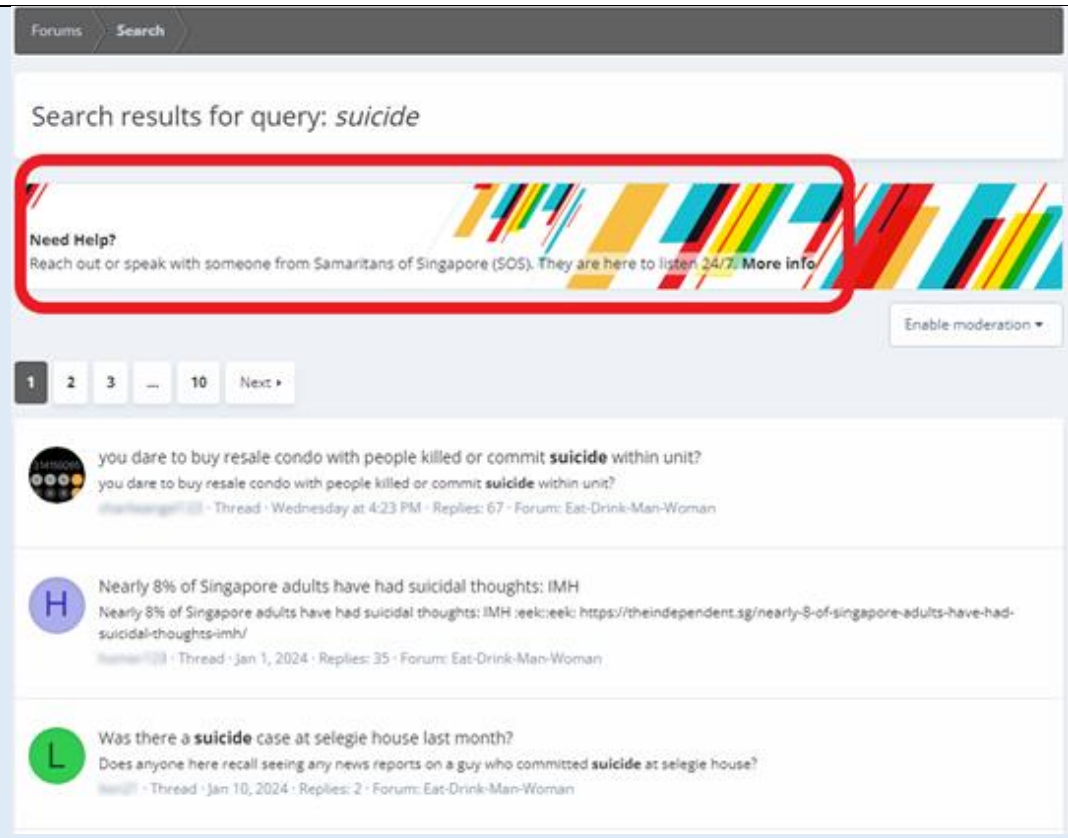 Forums Search
Search results for query: suicide
Need Help?
Reach out or speak with someone from Samaritans of Singapore (SOS). They are here to listen 24/7. More info
Enable moderation
1 2 3 ... 10 Next
you dare to buy resale condo with people killed or commit suicide within unit?
you dare to buy resale condo with people killed or commit suicide within unit?
· Thread · Wednesday at 4:23 PM · Replies: 67 · Forum: Eat-Drink-Man-Woman
H
Nearly 8% of Singapore adults have had suicidal thoughts: IMH
Nearly 8% of Singapore adults have had suicidal thoughts: IMH :eek::eek: https://theindependent.sg/nearly-8-of-singapore-adults-have-had-
suicidal-thoughts-imh/
· Thread · Jan 1, 2024 · Replies: 35 · Forum: Eat-Drink-Man-Woman
L
Was there a suicide case at selegie house last month?
Does anyone here recall seeing any news reports on a guy who committed suicide at selegie house?
· Thread · Jan 10, 2024 · Replies: 2 · Forum: Eat-Drink-Man-Woman